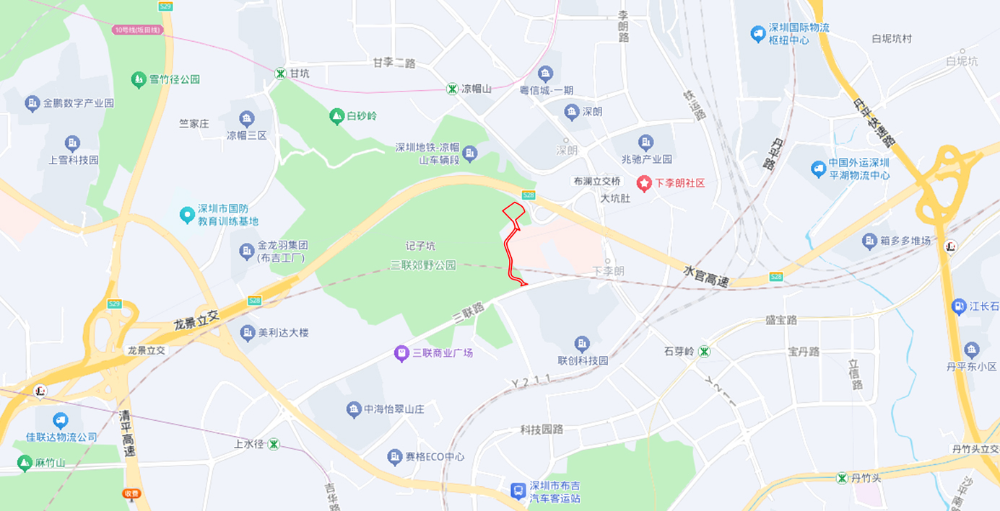 S29
10号线(坂田线)
李朗路
深圳国际物流
枢纽中心
白坭坑村
白坭坑
甘李二路
甘坑
雪竹径公园
凉帽山
粤信城-一期
铁运路
丹平快速路
金鹏数字产业园
竺家庄
凉帽三区
白砂岭
深朗
上雪科技园
深圳地铁-凉帽
山车辆段
深朗
兆驰产业园
丹平路
中国外运深圳
平湖物流中心
布澜立交桥
下李朗社区
大坑肚
S28
深圳市国防
教育训练基地
金龙羽集团
(布吉工厂)
记子坑
三联郊野公园
下李朗
水官高速
S28
箱多多堆场
S29
S28
龙景立交
龙景立交
美利达大楼
三联路
三联商业广场
联创科技园
盛宝路
石芽岭
宝丹路
立信路
江长石
丹平东小区
Y211
Y211
清平高速
佳联达物流公司
中海怡翠山庄
科技园路
上水径
赛格ECO中心
麻竹山
收费
吉华路
深圳市布吉
汽车客运站
丹竹头
丹竹头立交
沙平南路